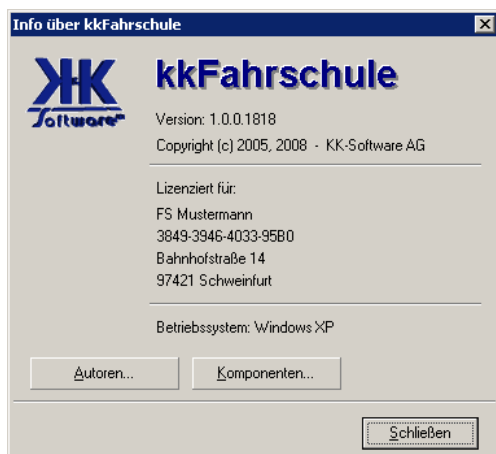 Info über kkFahrschule
KK
Software
kkFahrschule
Version: 1.0.0.1818
Copyright (c) 2005, 2008 - KK-Software AG
Lizenziert für:
FS Mustermann
3849-3946-4033-95B0
Bahnhofstraße 14
97421 Schweinfurt
Betriebssystem: Windows XP
Autoren...
Komponenten...
Schließen